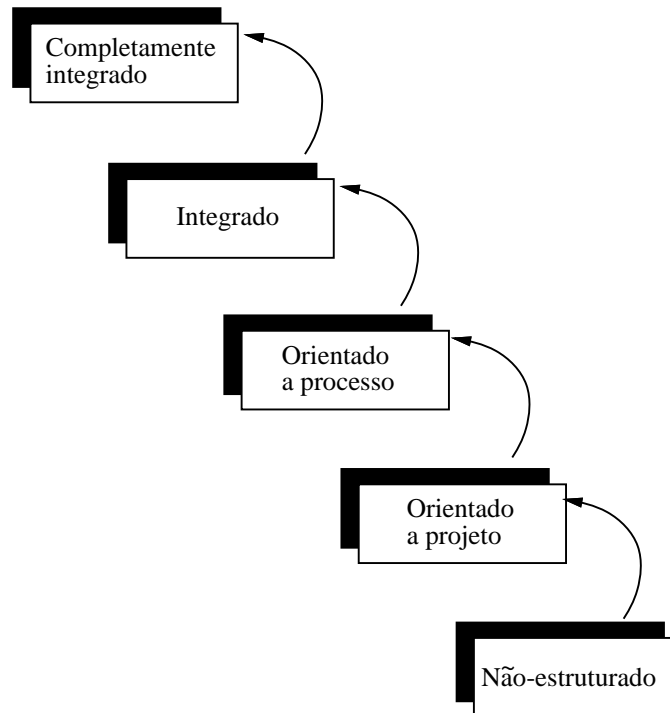 Completamente
integrado
Integrado
Orientado
a processo
Orientado
a projeto
Não-estruturado